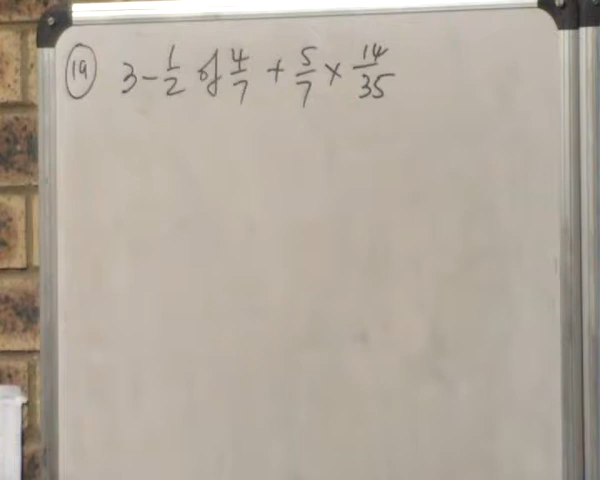 (19) 3 - 1/2 of 4/7 + 5/7 × 14/35